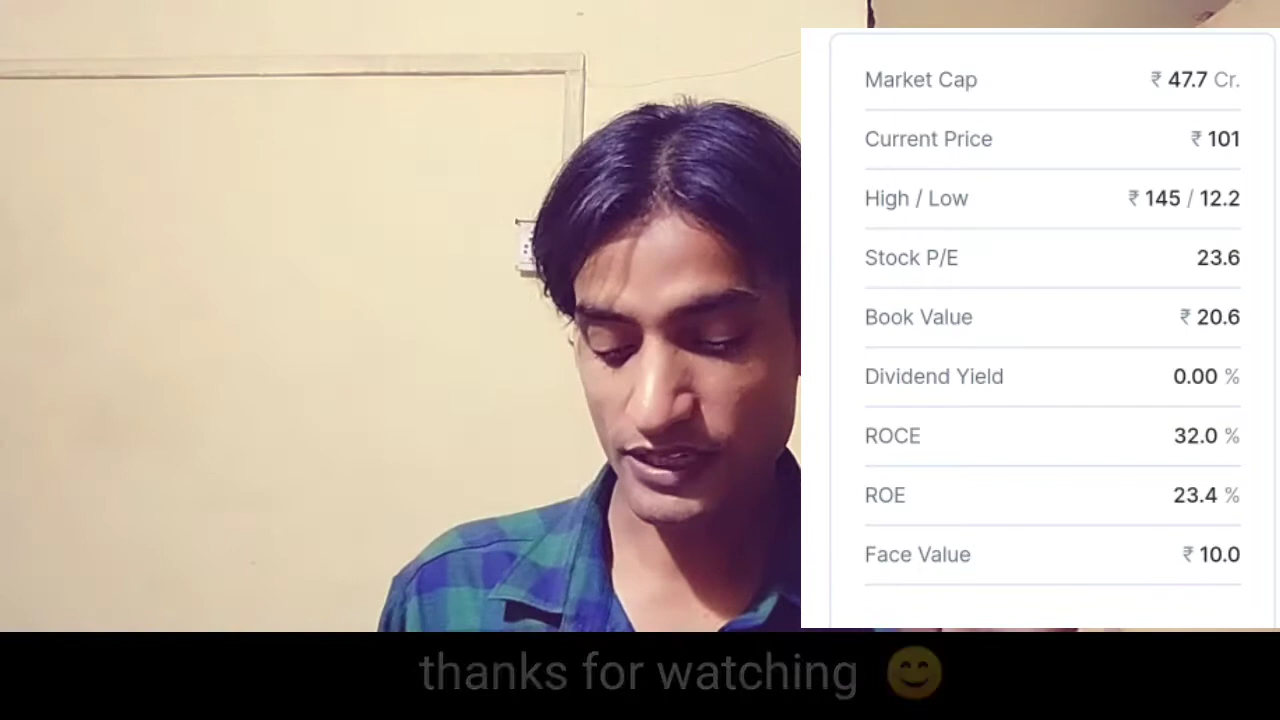 Market Cap ₹ 47.7 Cr.
Current Price ₹ 101
High / Low ₹ 145 / 12.2
Stock P/E 23.6
Book Value ₹ 20.6
Dividend Yield 0.00 %
ROCE 32.0 %
ROE 23.4 %
Face Value ₹ 10.0
thanks for watching 😊